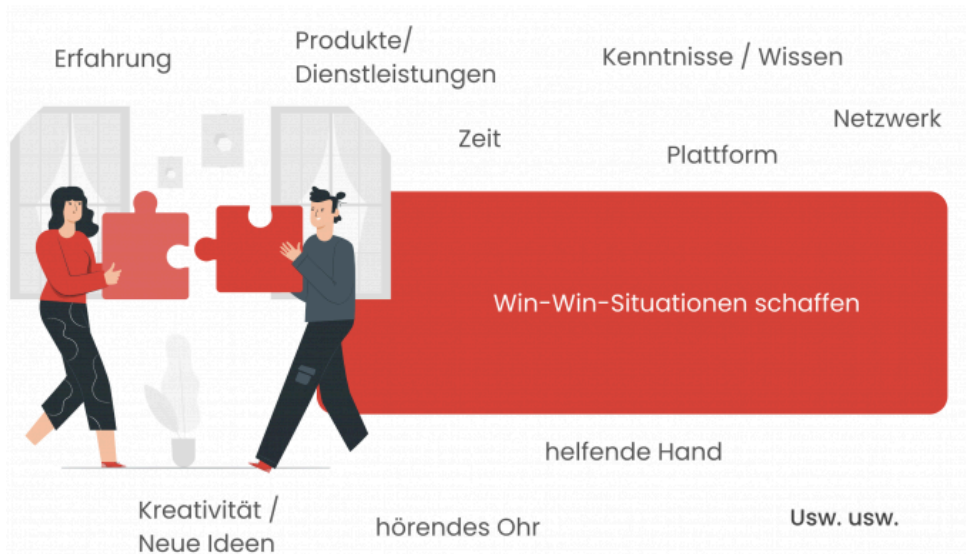 Erfahrung
Produkte/
Dienstleistungen
Kenntnisse / Wissen
Zeit
Netzwerk
Plattform
Win-Win-Situationen schaffen
helfende Hand
Kreativität /
Neue Ideen
hörendes Ohr
Usw. usw.